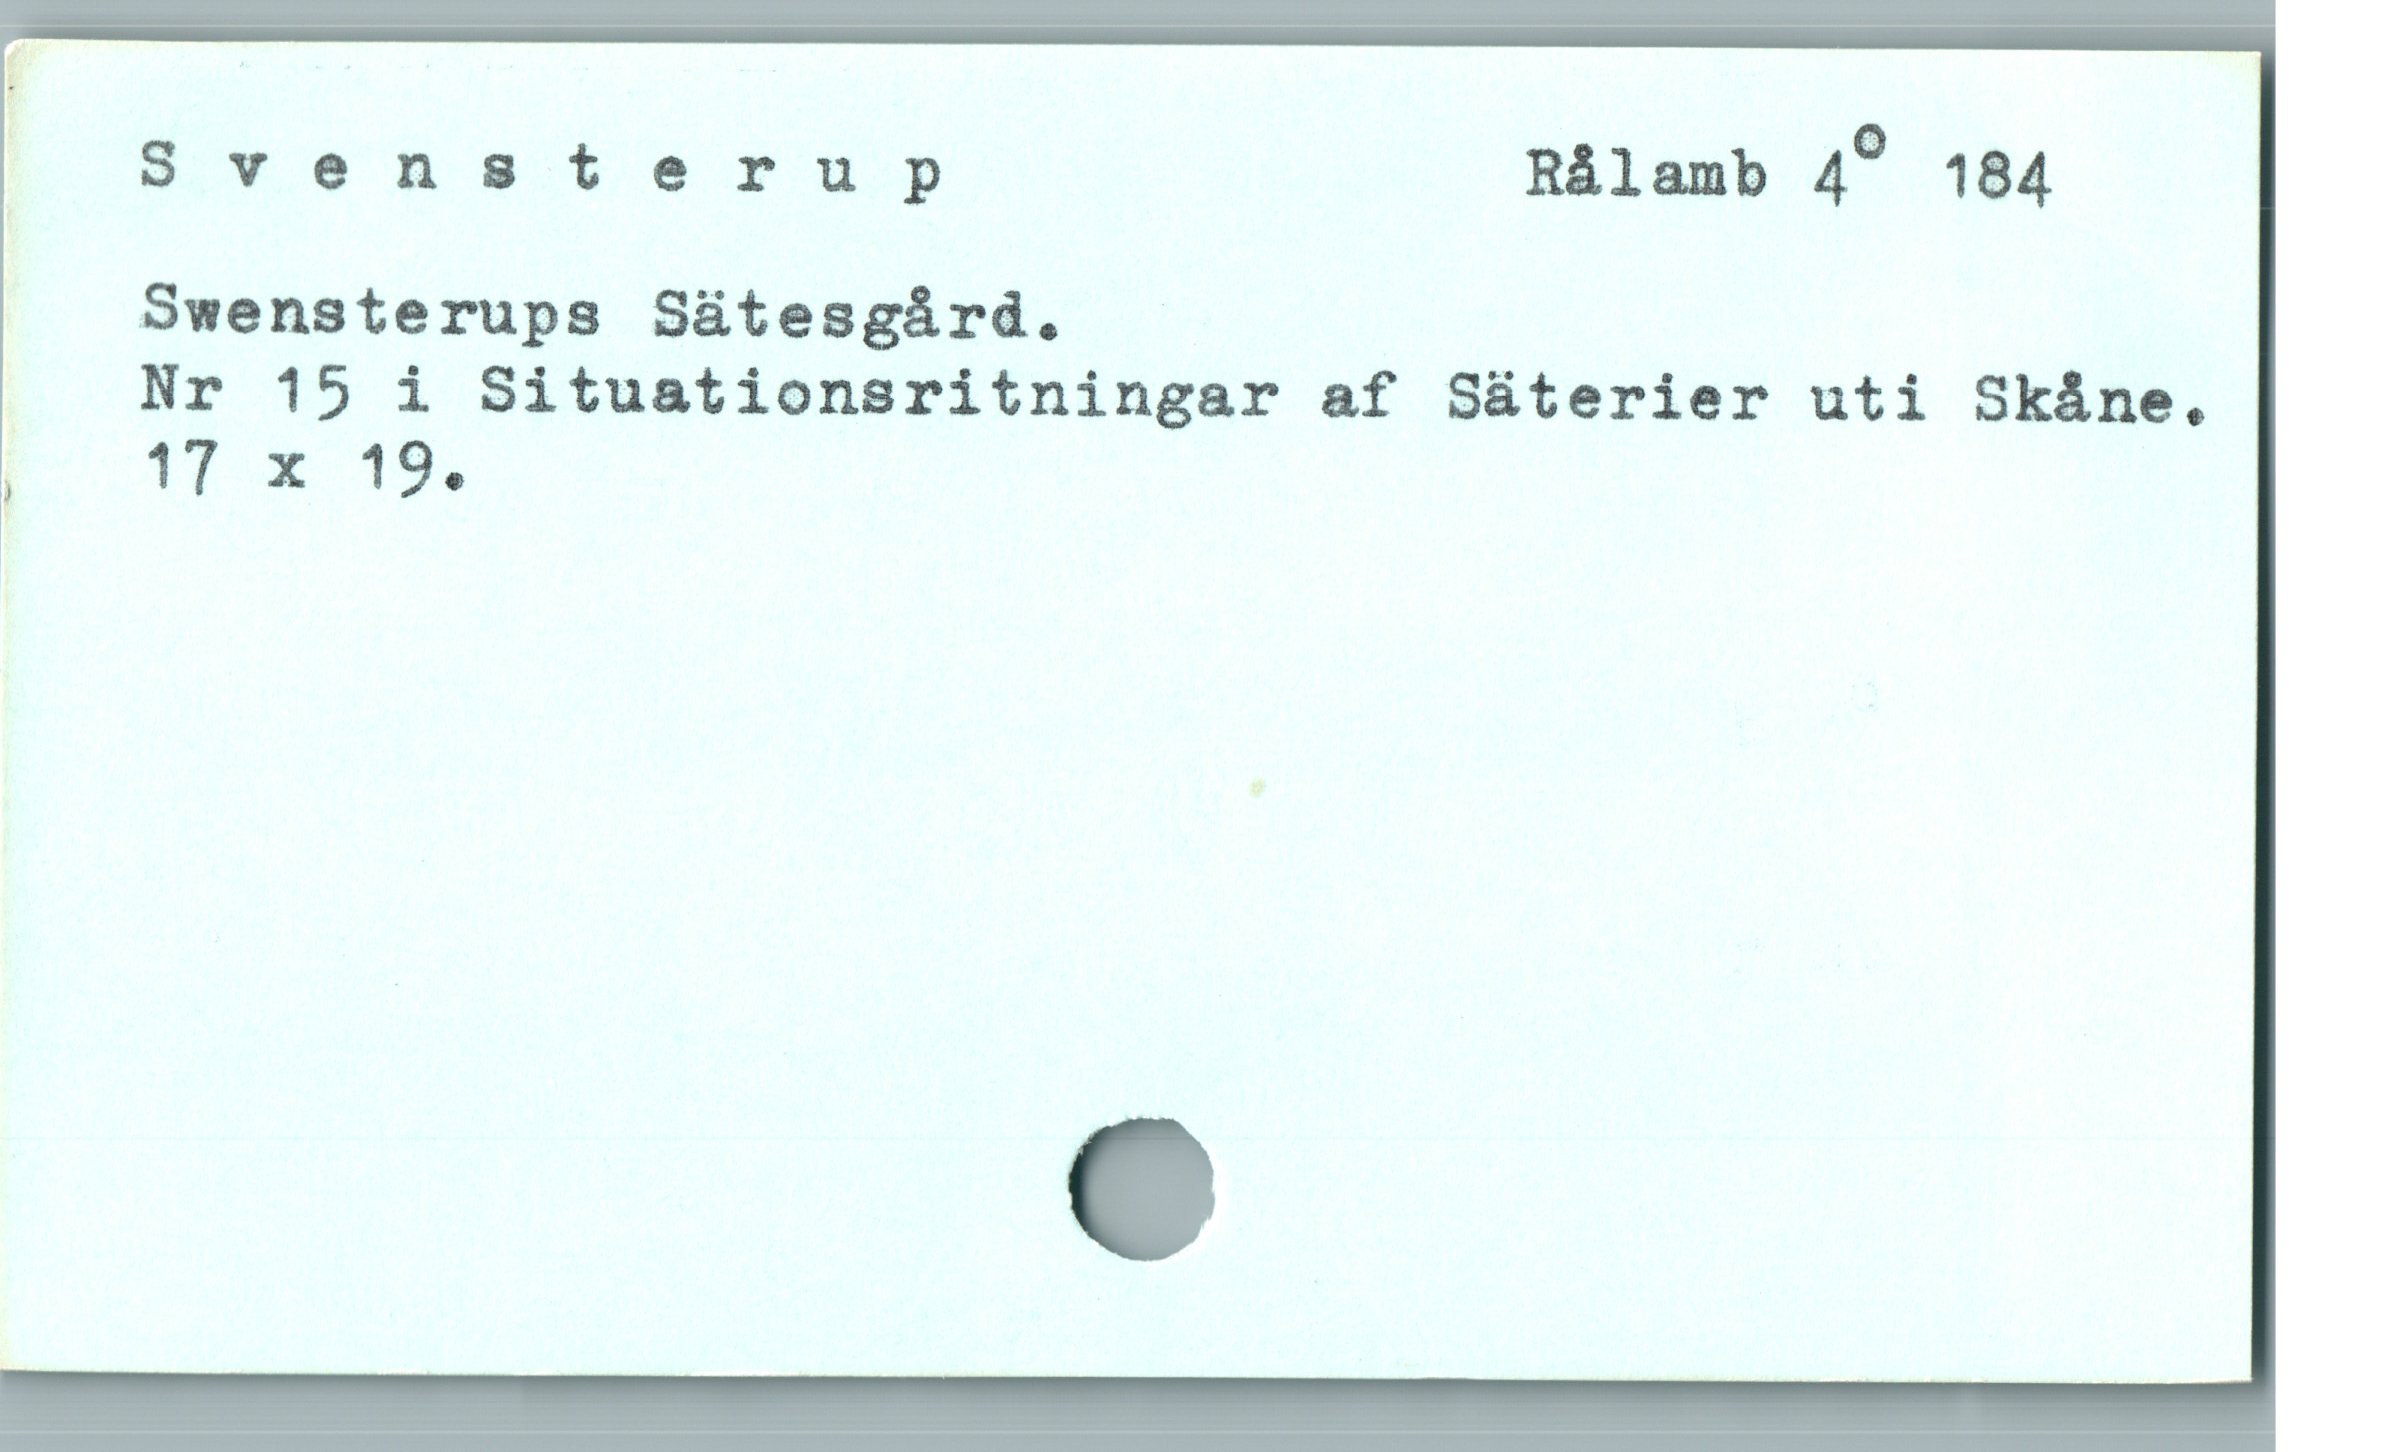 S v e n s t e r u p Rålamb 4° 184
Swensterups Sätesgård.
Nr 15 i Situationsritningar af Säterier uti Skåne.
17 x 19.